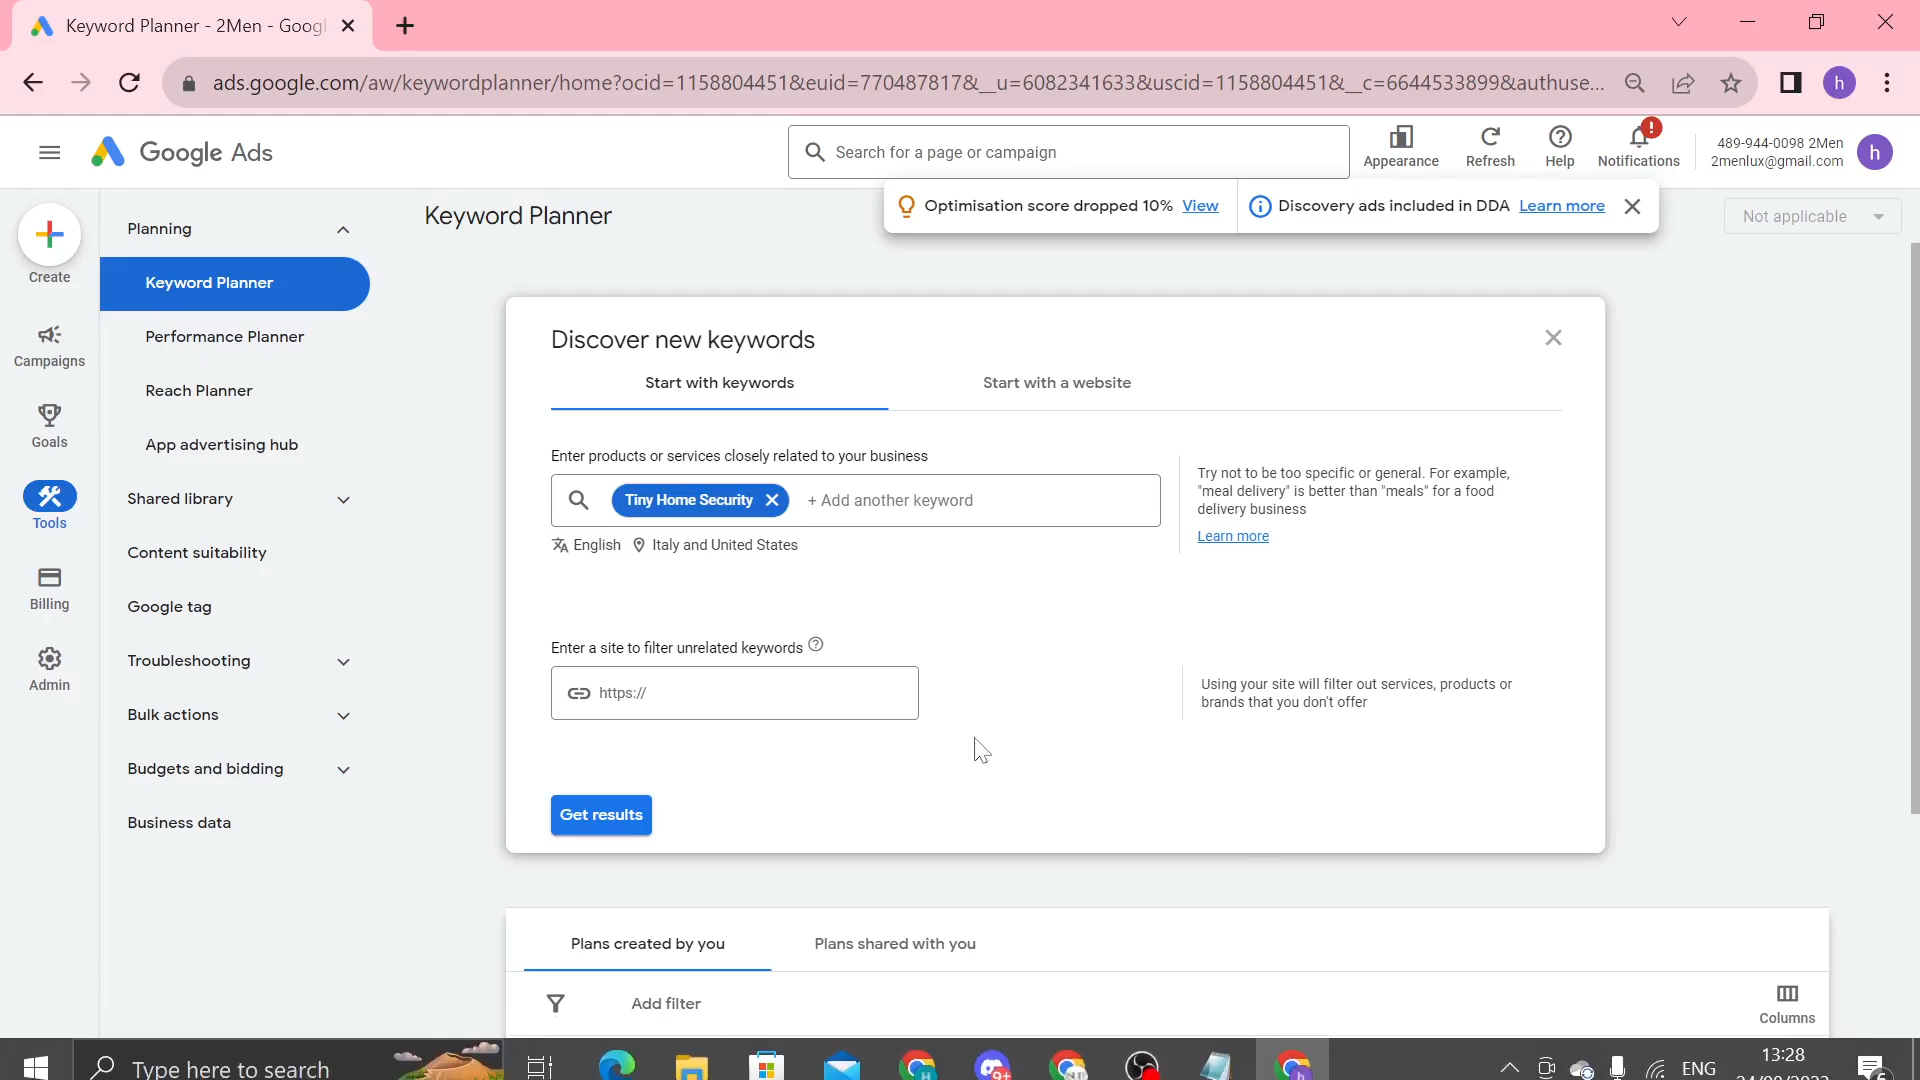 Keyword Planner - 2Men - Googl
ads.google.com/aw/keywordplanner/home?ocid=1158804451&euid=770487817&__u=6082341633&uscid=1158804451&__c=6644533899&authuse...
h
Google Ads
Search for a page or campaign
Appearance
Refresh
Help
!
Notifications
489-944-0098 2Men
2menlux@gmail.com
h
Optimisation score dropped 10% View
Discovery ads included in DDA Learn more
Not applicable
Create
Campaigns
Goals
Tools
Billing
Admin
Planning
Keyword Planner
Performance Planner
Reach Planner
App advertising hub
Shared library
Content suitability
Google tag
Troubleshooting
Bulk actions
Budgets and bidding
Business data
Keyword Planner
Discover new keywords
Start with keywords
Start with a website
Enter products or services closely related to your business
Tiny Home Security
+ Add another keyword
English
Italy and United States
Try not to be too specific or general. For example,
"meal delivery" is better than "meals" for a food
delivery business
Learn more
Enter a site to filter unrelated keywords
https://
Using your site will filter out services, products or
brands that you don't offer
Get results
Plans created by you
Plans shared with you
Add filter
Columns
Type here to search
9+
ENG
13:28